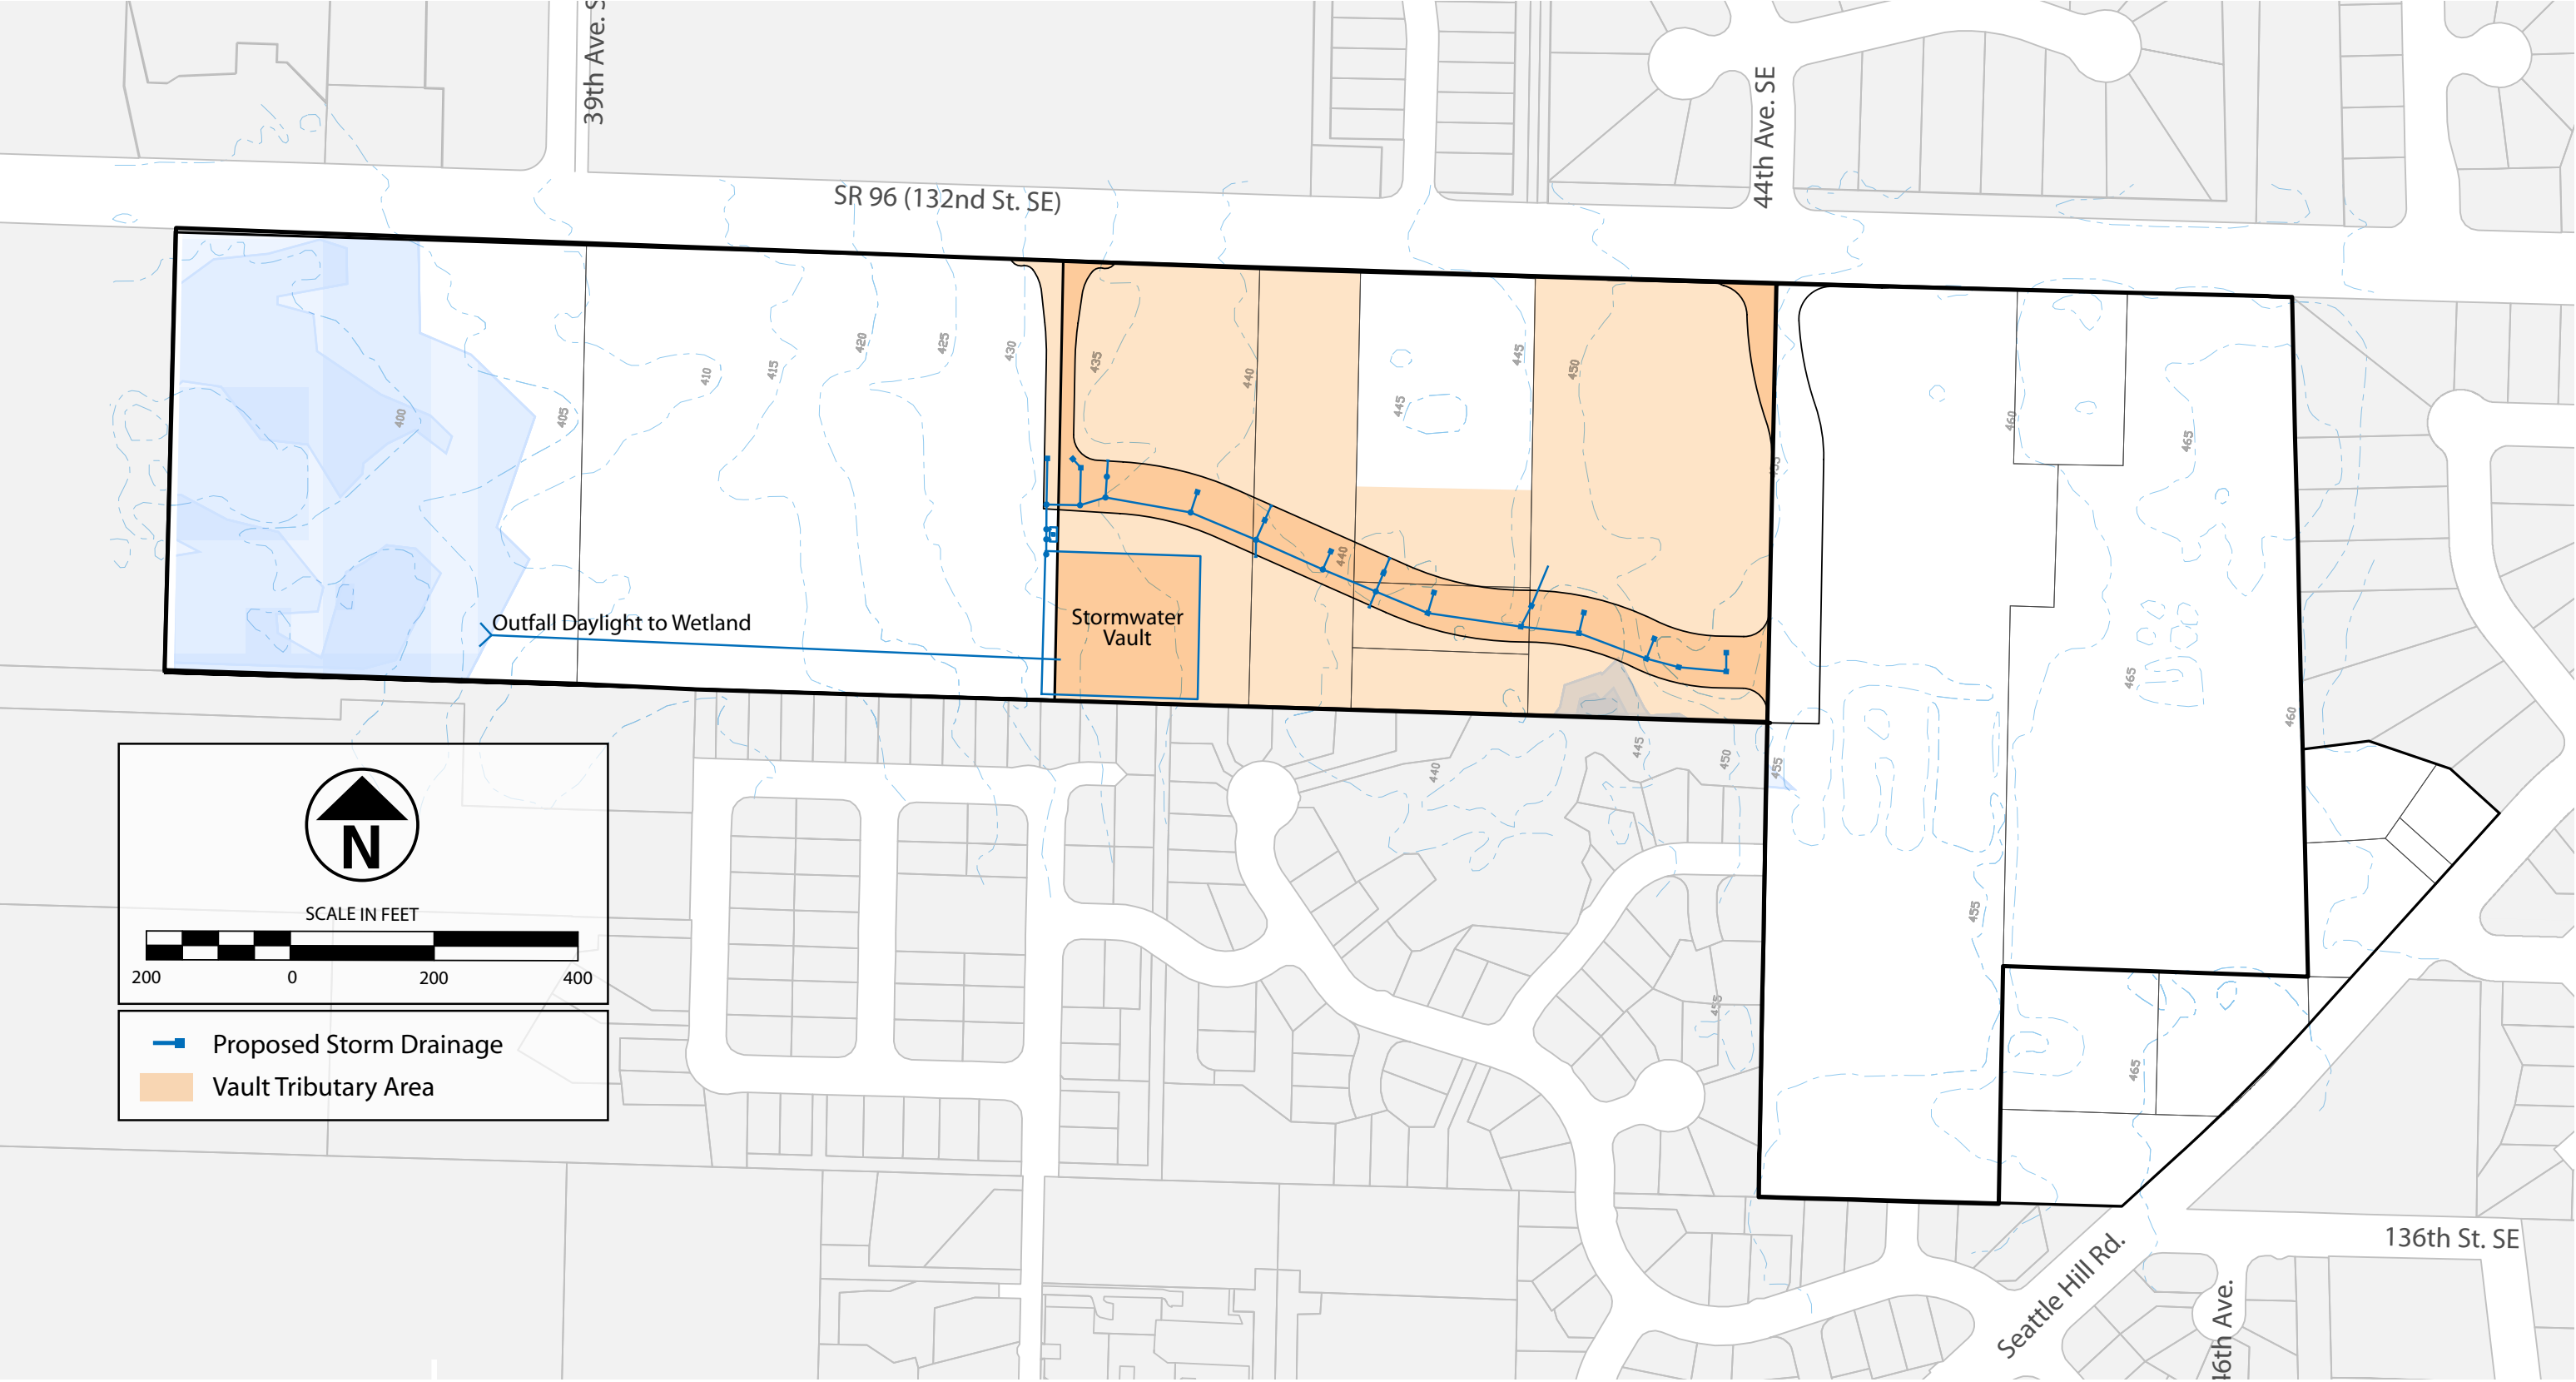 39th Ave. S
44th Ave. SE
SR 96 (132nd St. SE)
400
405
410
415
420
425
430
435
440
445
445
450
455
460
465
440
Outfall Daylight to Wetland
Stormwater
Vault
465
460
440
445
450
455
455
455
465
N
SCALE IN FEET
200 0 200 400
Proposed Storm Drainage
Vault Tributary Area
Seattle Hill Rd.
136th St. SE
46th Ave.